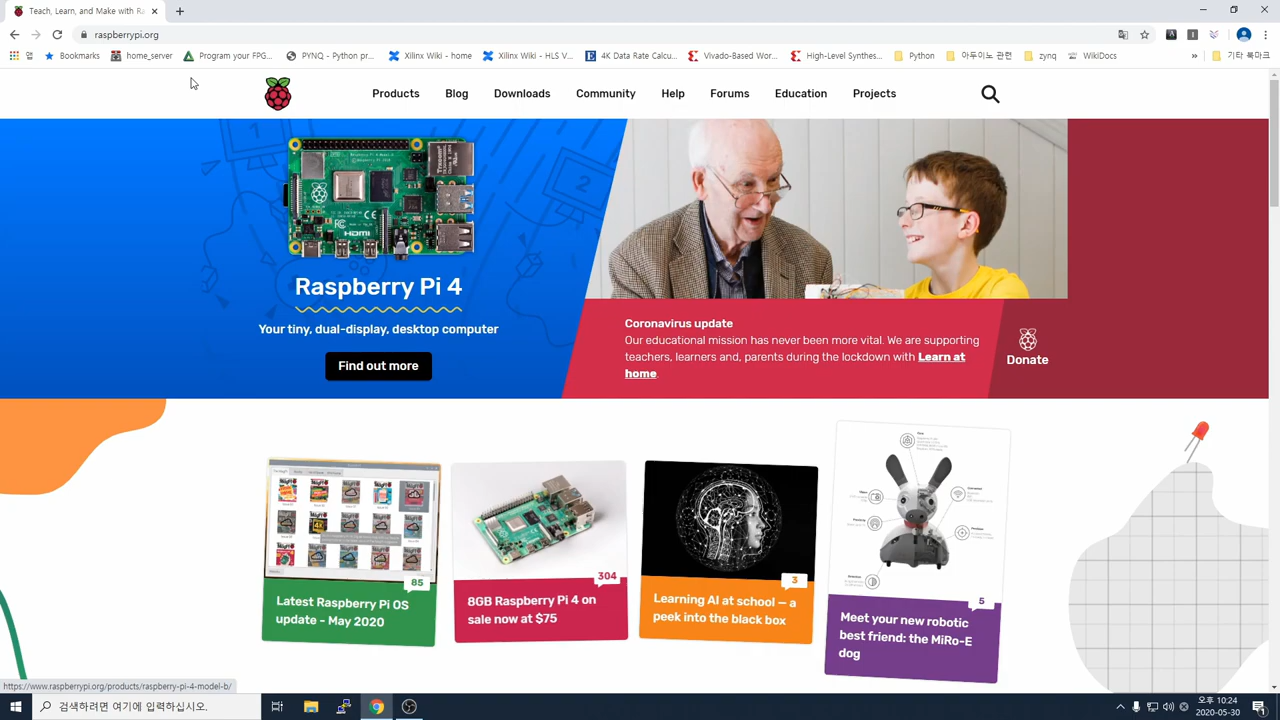 Teach, Learn, and Make with Ra
raspberrypi.org
앱
Bookmarks
home_server
Program your FPG...
PYNQ - Python pr...
Xilinx Wiki - home
Xilinx Wiki - HLS V...
4K Data Rate Calcu...
Vivado-Based Wor...
High-Level Synthes...
Python
아두이노 관련
zynq
WikiDocs
»
기타 북마크
Products
Blog
Downloads
Community
Help
Forums
Education
Projects
HDMI
Raspberry Pi 4
Your tiny, dual-display, desktop computer
Find out more
Coronavirus update
Our educational mission has never been more vital. We are supporting
teachers, learners and, parents during the lockdown with Learn at
home.
Donate
85
Latest Raspberry Pi OS
update - May 2020
304
8GB Raspberry Pi 4 on
sale now at $75
3
Learning AI at school – a
peek into the black box
5
Meet your new robotic
best friend: the MiRo-E
dog
https://www.raspberrypi.org/products/raspberry-pi-4-model-b/
검색하려면 여기에 입력하십시오.
오후 10:24
2020-05-30